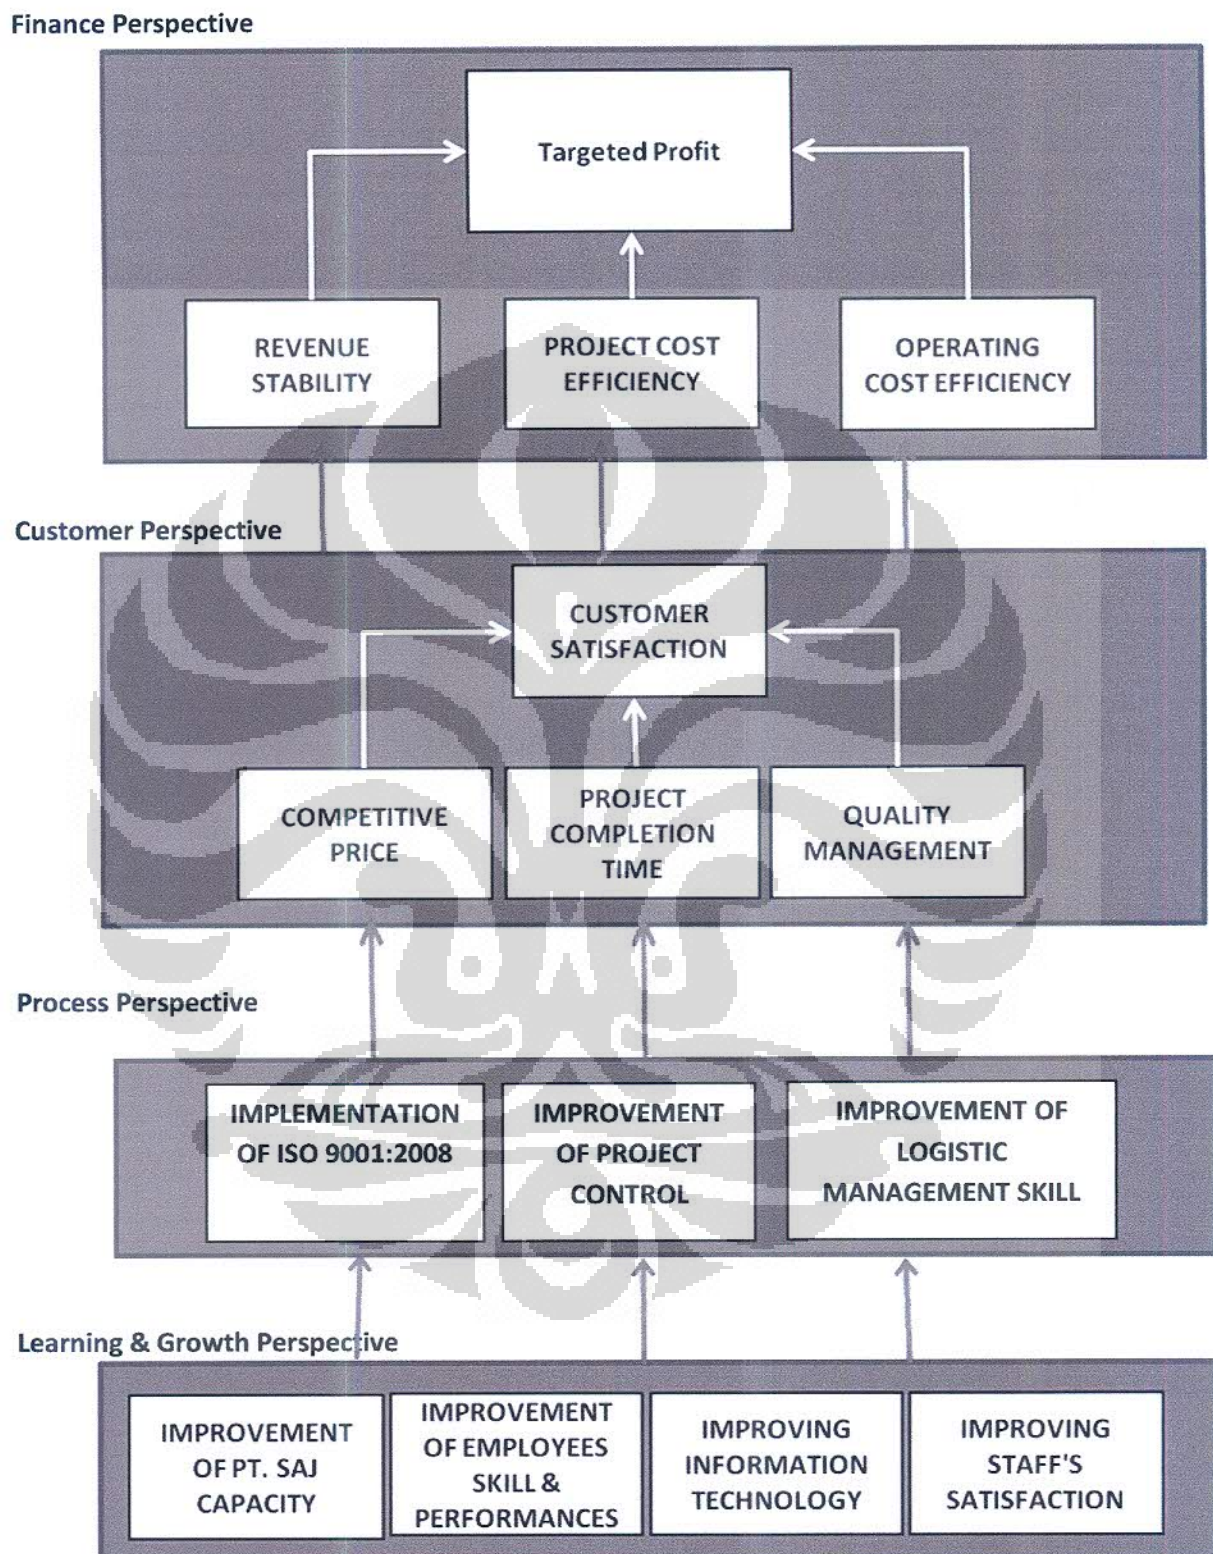 Finance Perspective
Targeted Profit
REVENUE
STABILITY
PROJECT COST
EFFICIENCY
OPERATING
COST EFFICIENCY
Customer Perspective
CUSTOMER
SATISFACTION
COMPETITIVE
PRICE
PROJECT
COMPLETION
TIME
QUALITY
MANAGEMENT
Process Perspective
IMPLEMENTATION
OF ISO 9001:2008
IMPROVEMENT
OF PROJECT
CONTROL
IMPROVEMENT OF
LOGISTIC
MANAGEMENT SKILL
Learning & Growth Perspective
IMPROVEMENT
OF PT. SAJ
CAPACITY
IMPROVEMENT
OF EMPLOYEES
SKILL &
PERFORMANCES
IMPROVING
INFORMATION
TECHNOLOGY
IMPROVING
STAFF'S
SATISFACTION